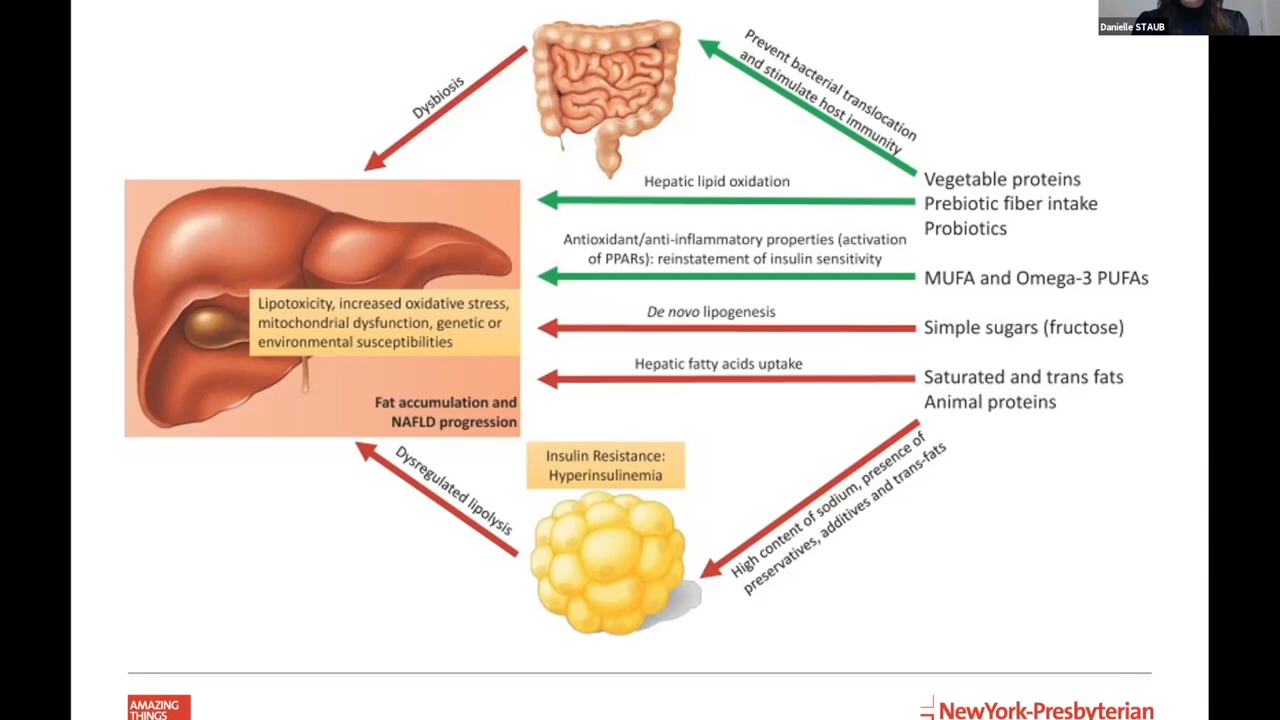 Danielle STAUB
Dysbiosis
Prevent bacterial translocation
and stimulate host immunity
Hepatic lipid oxidation
Vegetable proteins
Prebiotic fiber intake
Probiotics
Antioxidant/anti-inflammatory properties (activation
of PPARs): reinstatement of insulin sensitivity
MUFA and Omega-3 PUFAs
Lipotoxicity, increased oxidative stress,
mitochondrial dysfunction, genetic or
environmental susceptibilities
De novo lipogenesis
Simple sugars (fructose)
Hepatic fatty acids uptake
Saturated and trans fats
Animal proteins
Fat accumulation and
NAFLD progression
Dysregulated lipolysis
Insulin Resistance:
Hyperinsulinemia
High content of sodium, presence of
preservatives, additives and trans-fats
AMAZING
THINGS
NewYork-Presbyterian